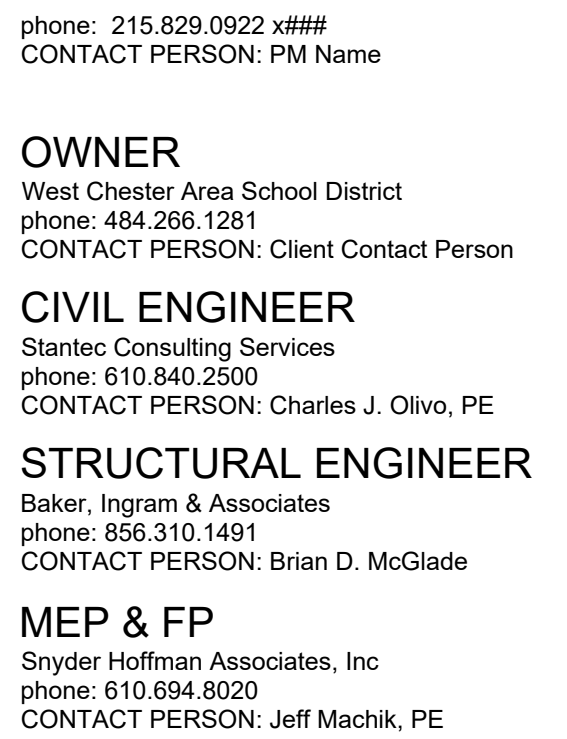 phone:  215.829.0922 x###
CONTACT PERSON: PM Name
OWNER
West Chester Area School District
phone: 484.266.1281
CONTACT PERSON: Client Contact Person
CIVIL ENGINEER
Stantec Consulting Services
phone: 610.840.2500
CONTACT PERSON: Charles J. Olivo, PE
STRUCTURAL ENGINEER
Baker, Ingram & Associates
phone: 856.310.1491
CONTACT PERSON: Brian D. McGlade
MEP & FP
Snyder Hoffman Associates, Inc
phone: 610.694.8020
CONTACT PERSON: Jeff Machik, PE